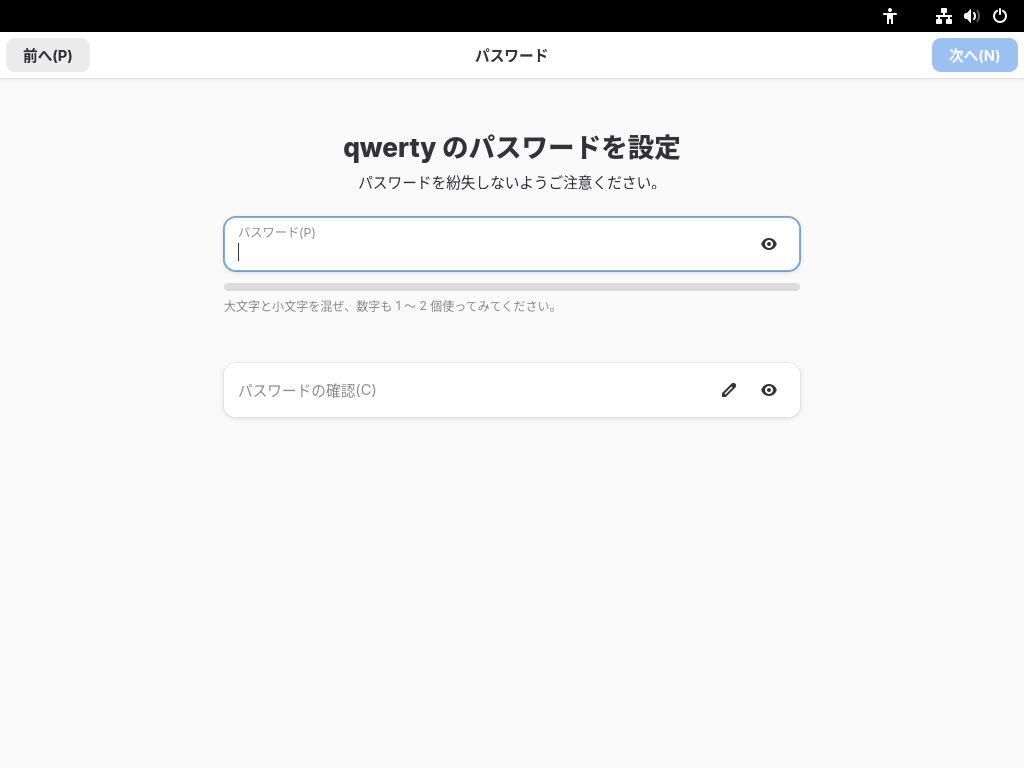 前へ(P)
パスワード
次へ(N)
qwerty のパスワードを設定
パスワードを紛失しないようご注意ください。
パスワード(P)
大文字と小文字を混ぜ、数字も 1 〜 2 個使ってみてください。
パスワードの確認(C)